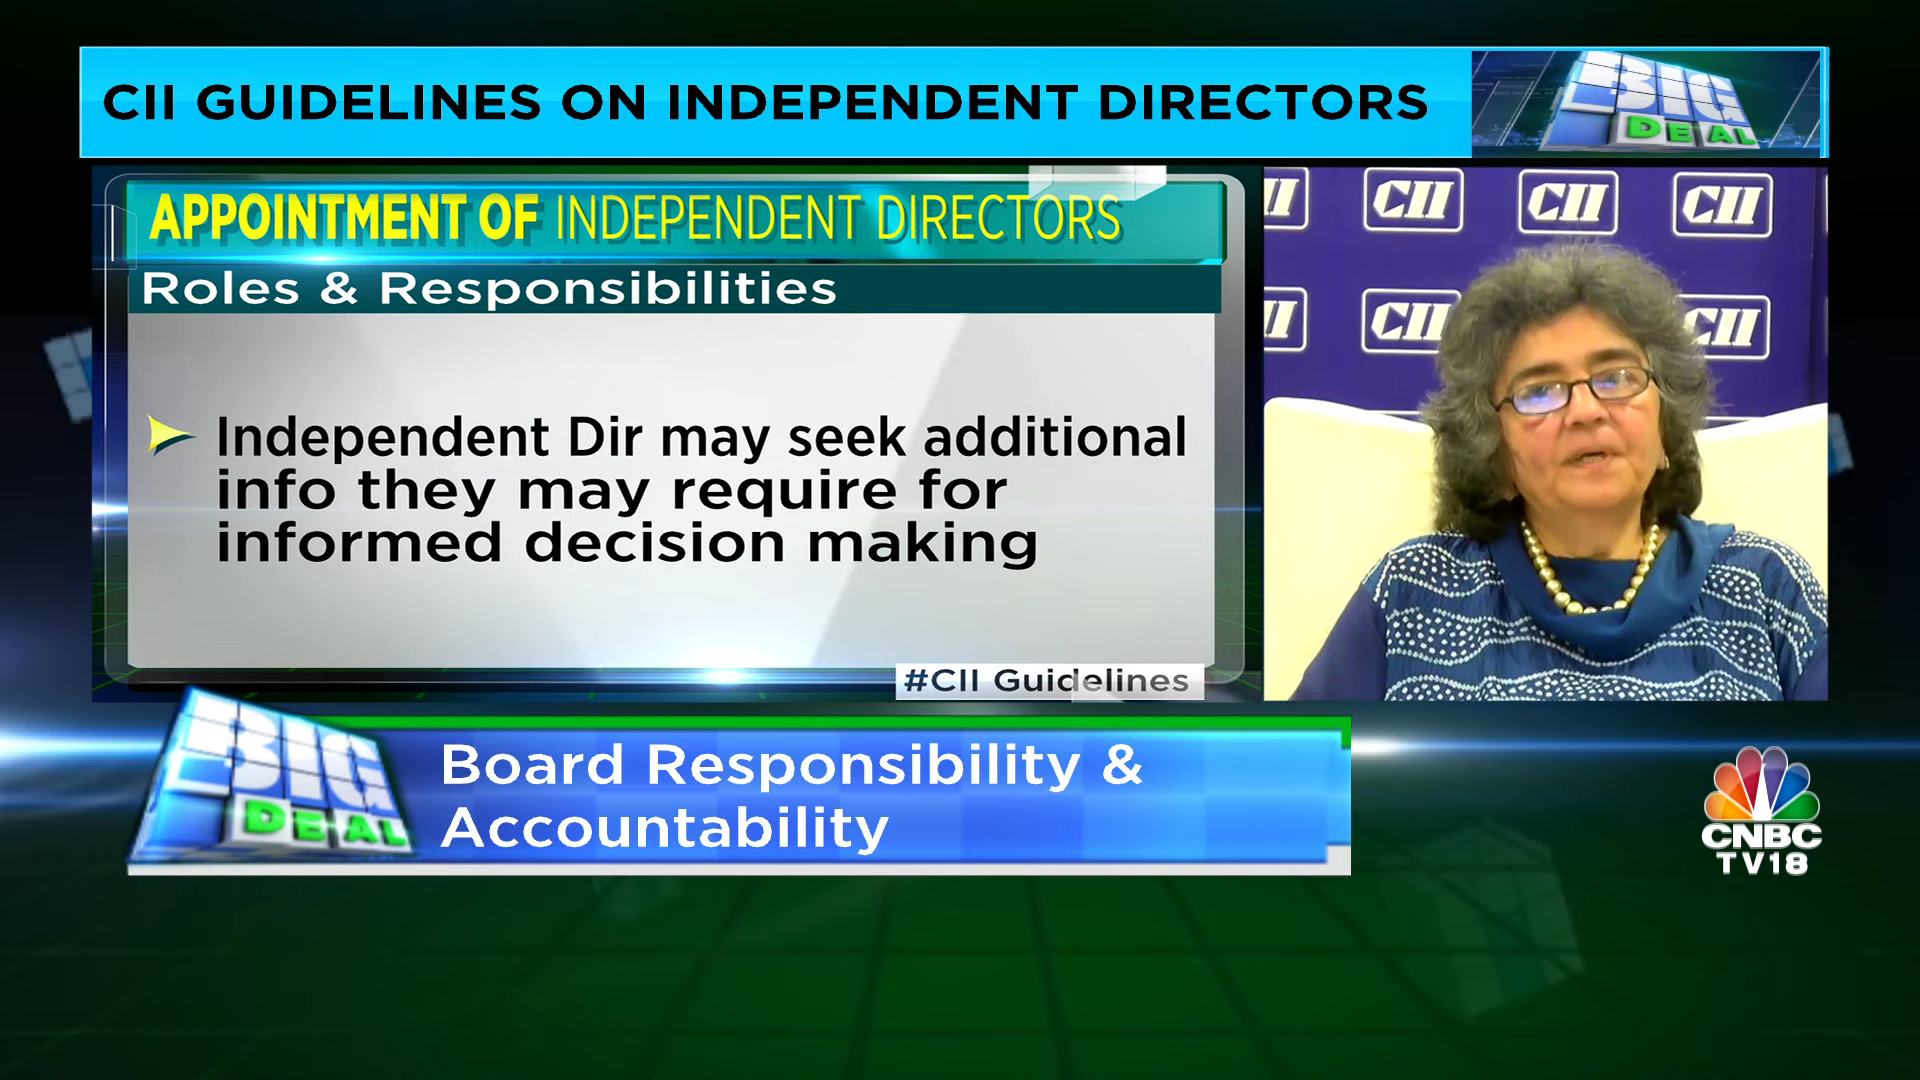 CII GUIDELINES ON INDEPENDENT DIRECTORS
BIG
DEAL
APPOINTMENT OF INDEPENDENT DIRECTORS
Roles & Responsibilities
Independent Dir may seek additional
info they may require for
informed decision making
#CII Guidelines
CII CII CII CII
CII CII CII
BIG
DEAL
Board Responsibility &
Accountability
CNBC
TV18